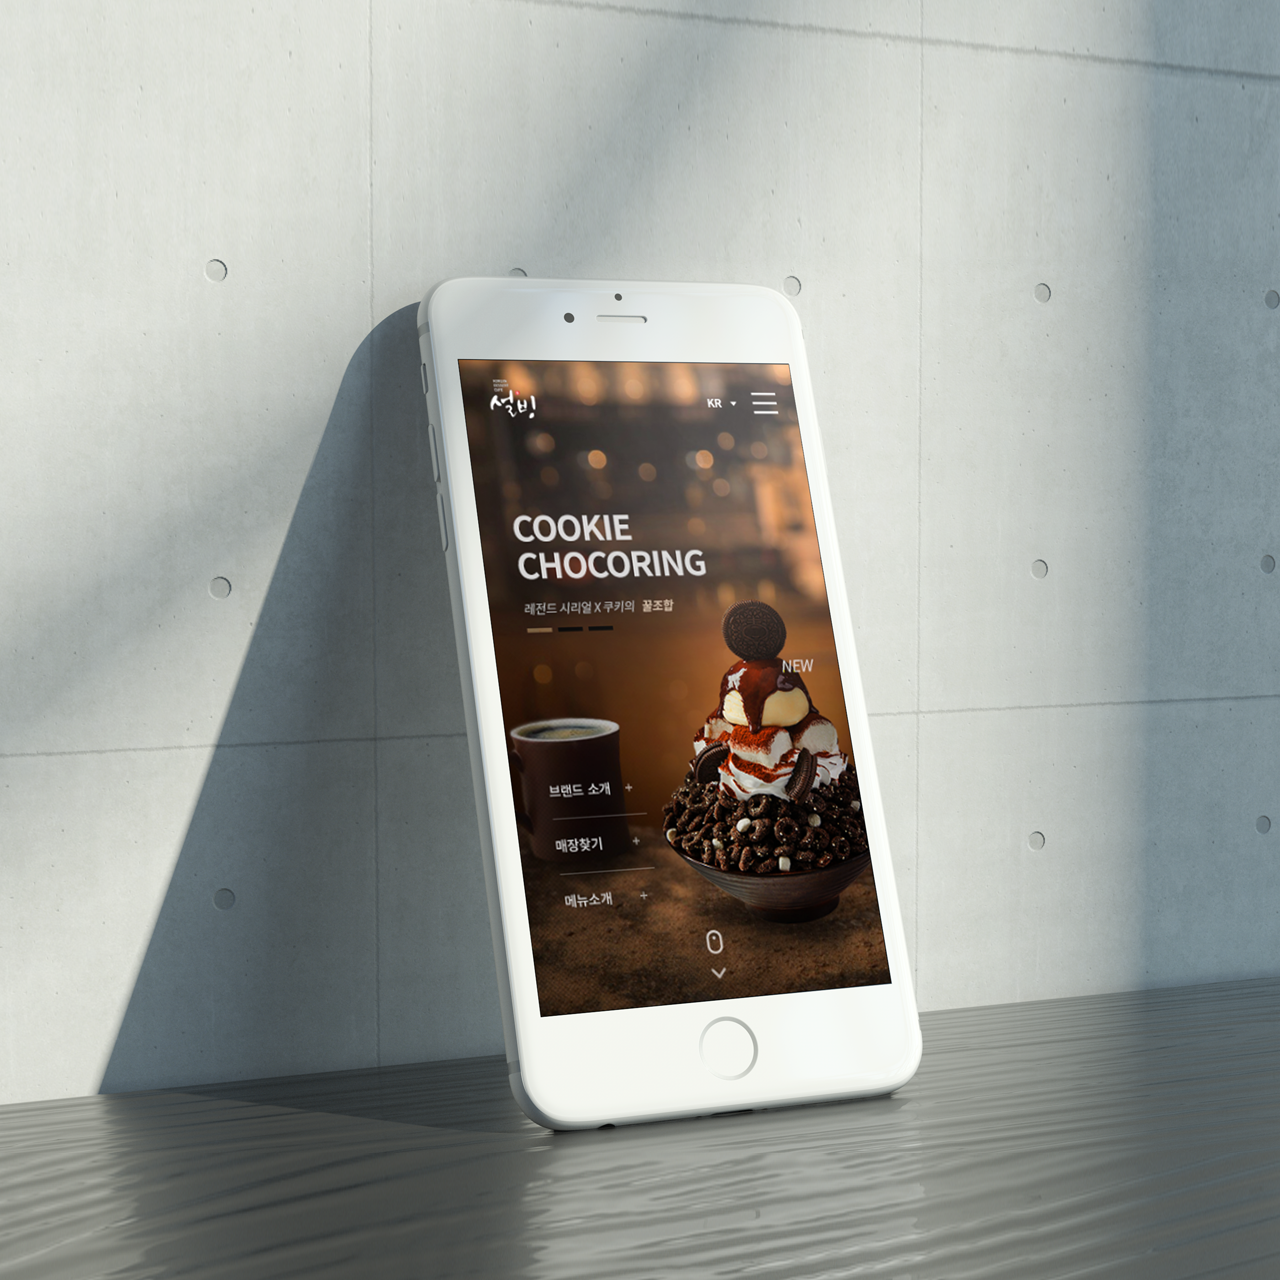 설빙
KR
COOKIE
CHOCORING
레전드 시리얼 X 쿠키의 꿀조합
NEW
브랜드 소개 +
매장찾기 +
메뉴소개 +